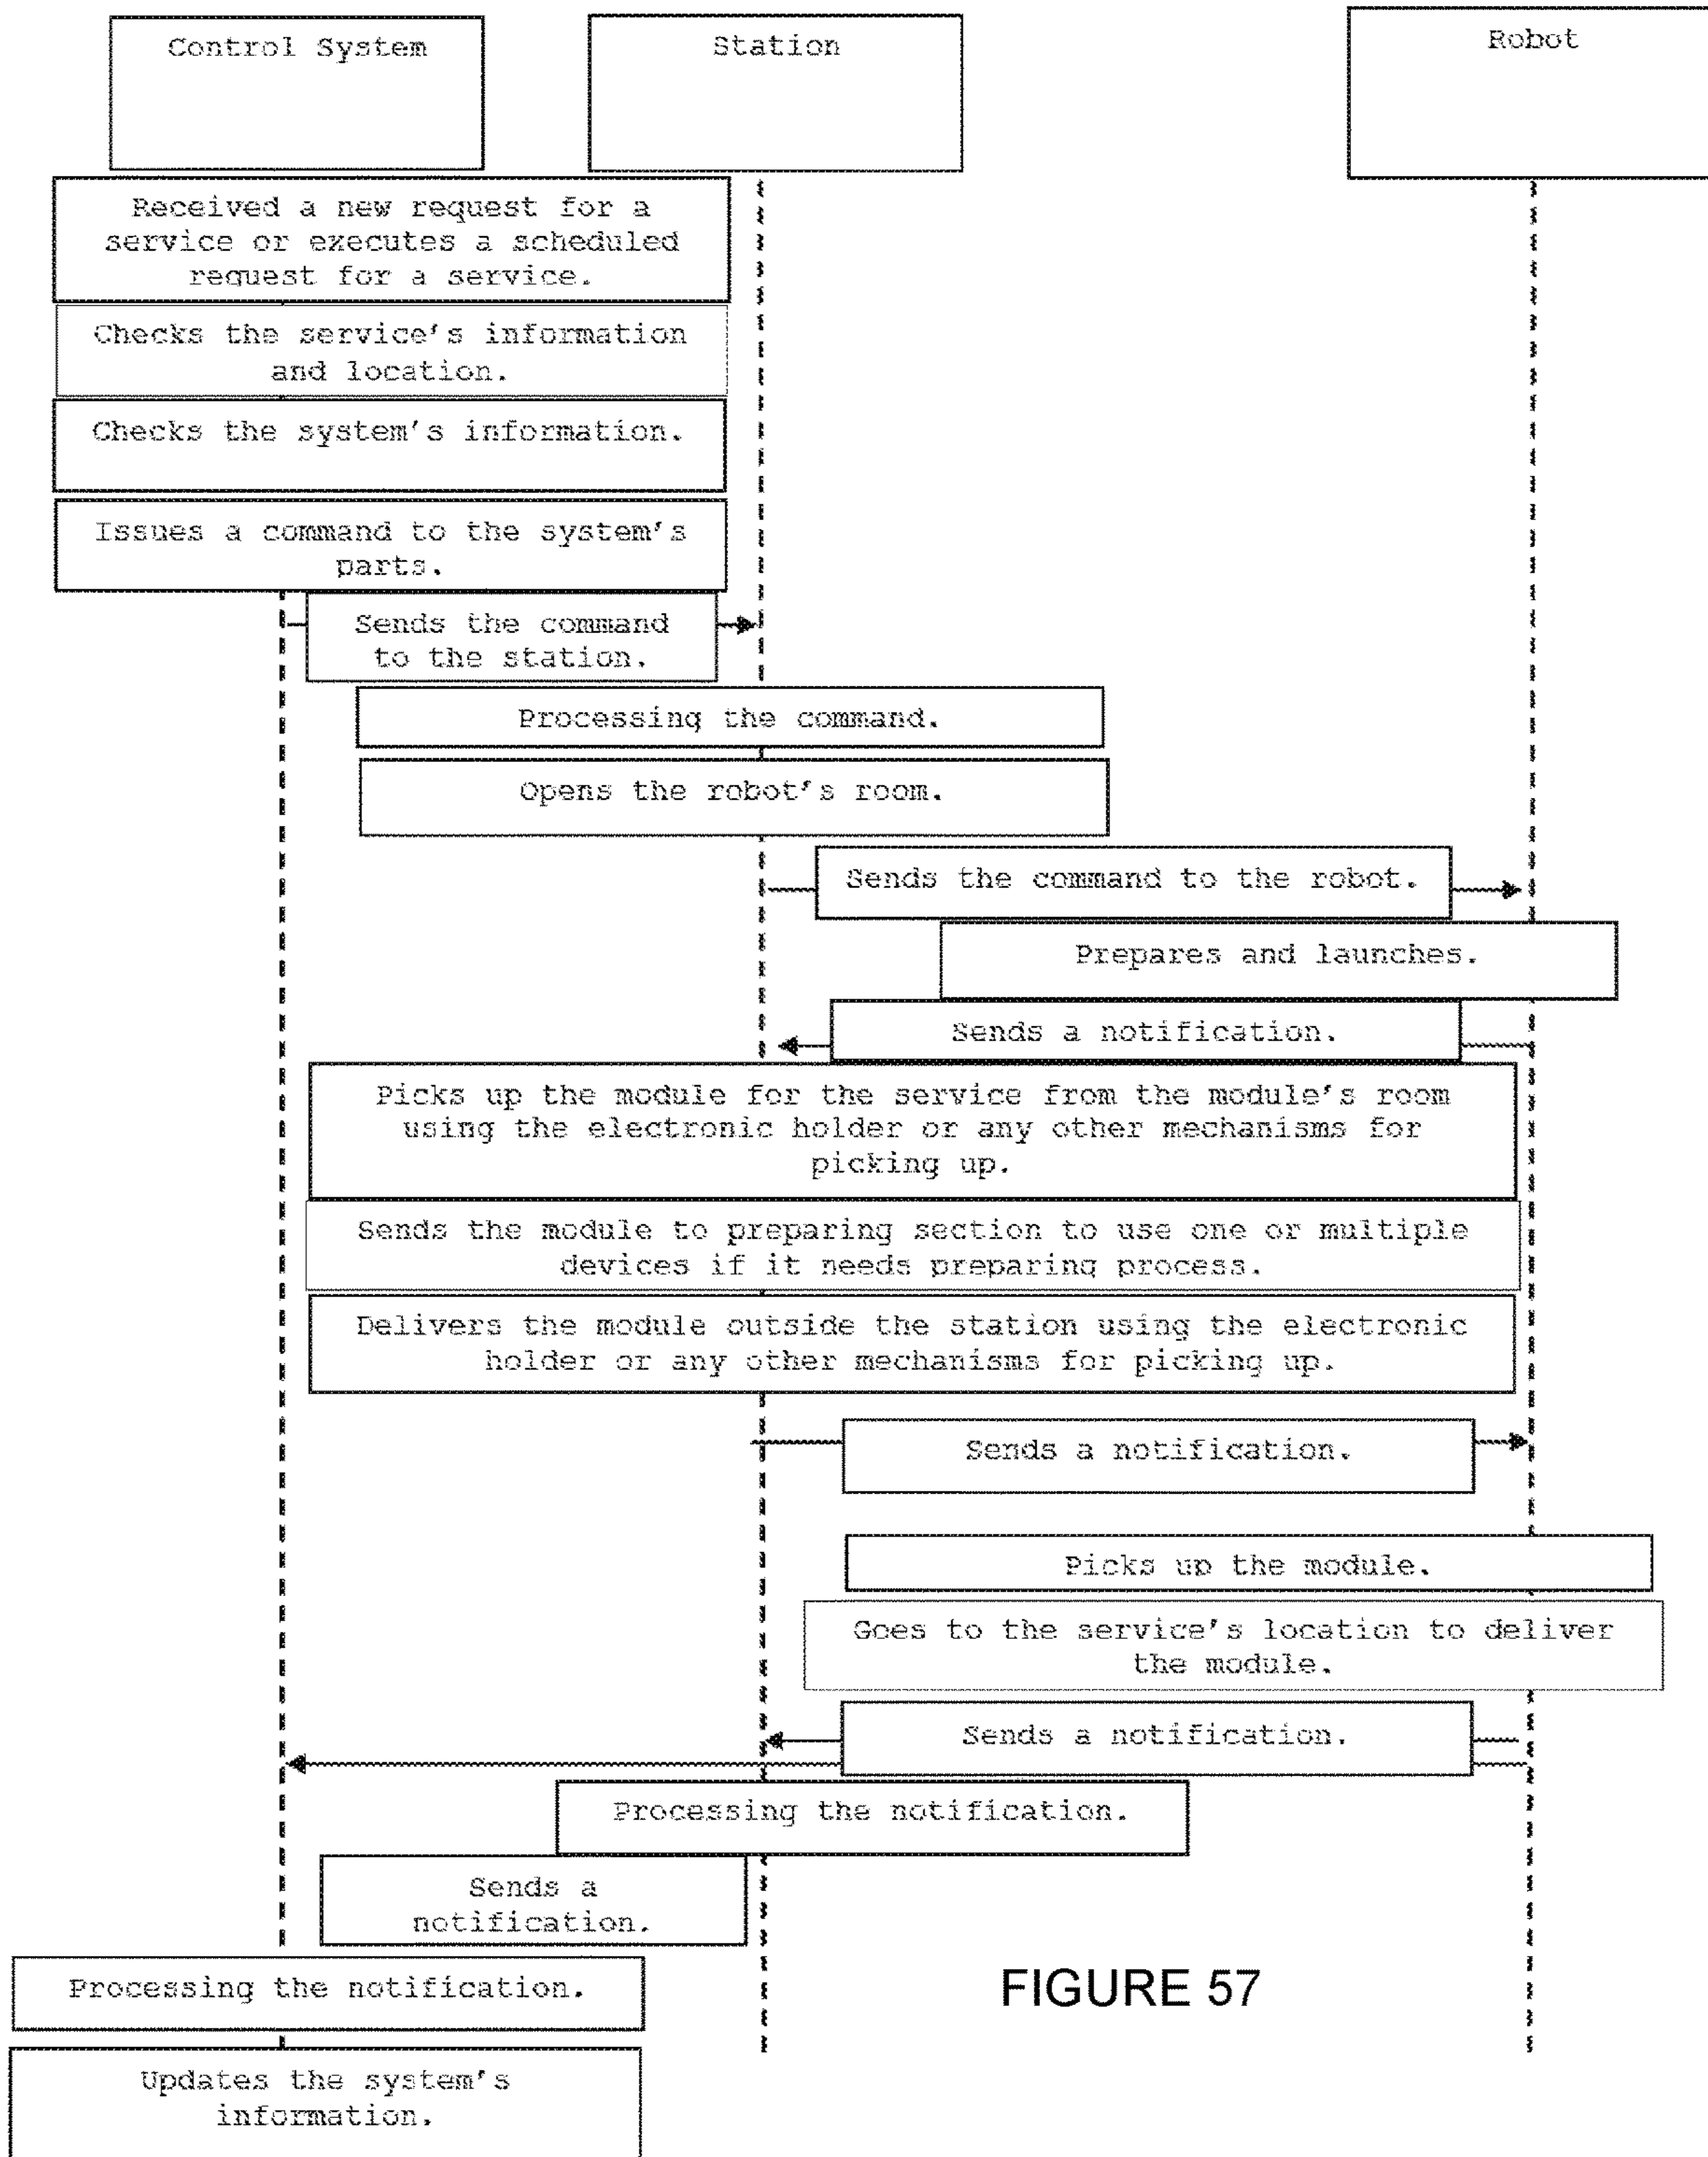 Control System
Station
Robot
Received a new request for a
service or executes a scheduled
request for a service.
Checks the service's information
and location.
Checks the system's information.
Issues a command to the system's
parts.
Sends the command
to the station.
Processing the command.
Opens the robot's room.
Sends the command to the robot.
Prepares and launches.
Sends a notification.
Picks up the module for the service from the module's room
using the electronic holder or any other mechanisms for
picking up.
Sends the module to preparing section to use one or multiple
devices if it needs preparing process.
Delivers the module outside the station using the electronic
holder or any other mechanisms for picking up.
Sends a notification.
Picks up the module.
Goes to the service's location to deliver
the module.
Sends a notification.
Processing the notification.
Sends a
notification.
Processing the notification.
FIGURE 57
Updates the system's
information.